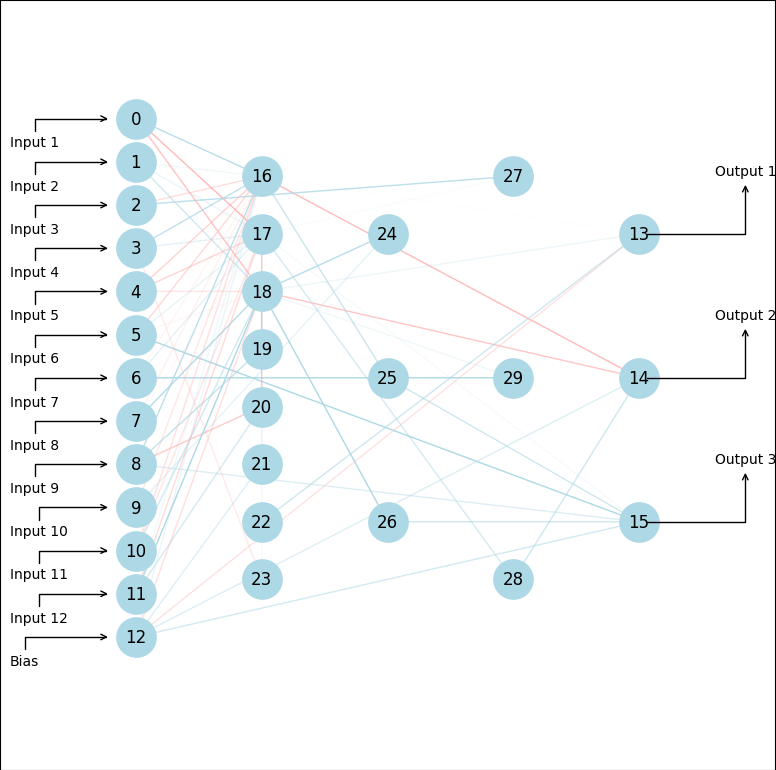 0
Input 1
1
Input 2
2
Input 3
3
Input 4
4
Input 5
5
Input 6
6
Input 7
7
Input 8
8
Input 9
9
Input 10
10
Input 11
11
Input 12
12
Bias
16
17
18
19
20
21
22
23
24
25
26
27
29
28
13
14
15
Output 1
Output 2
Output 3